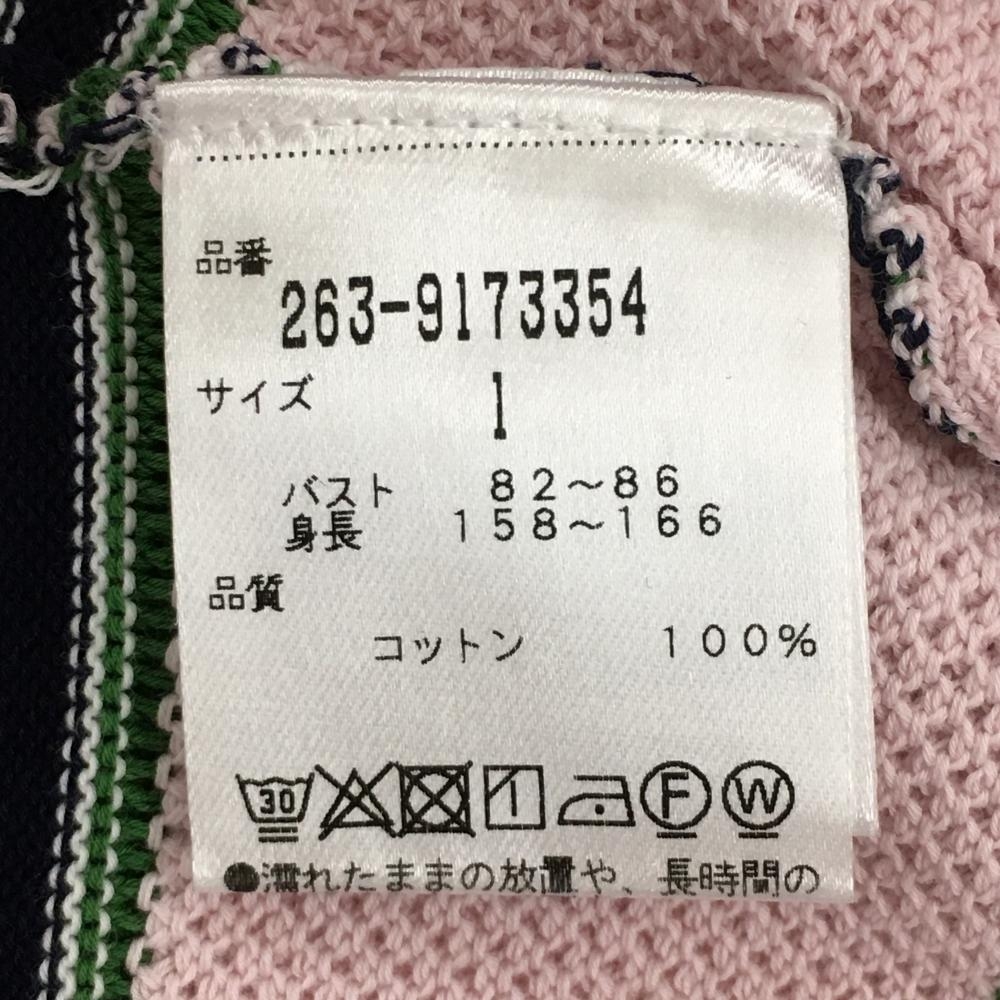 品番
263-9173354
サイズ 1
バスト 82～86
身長 158～166
品質
コットン 100%
30 F W
●濡れたままの放置や、長時間の